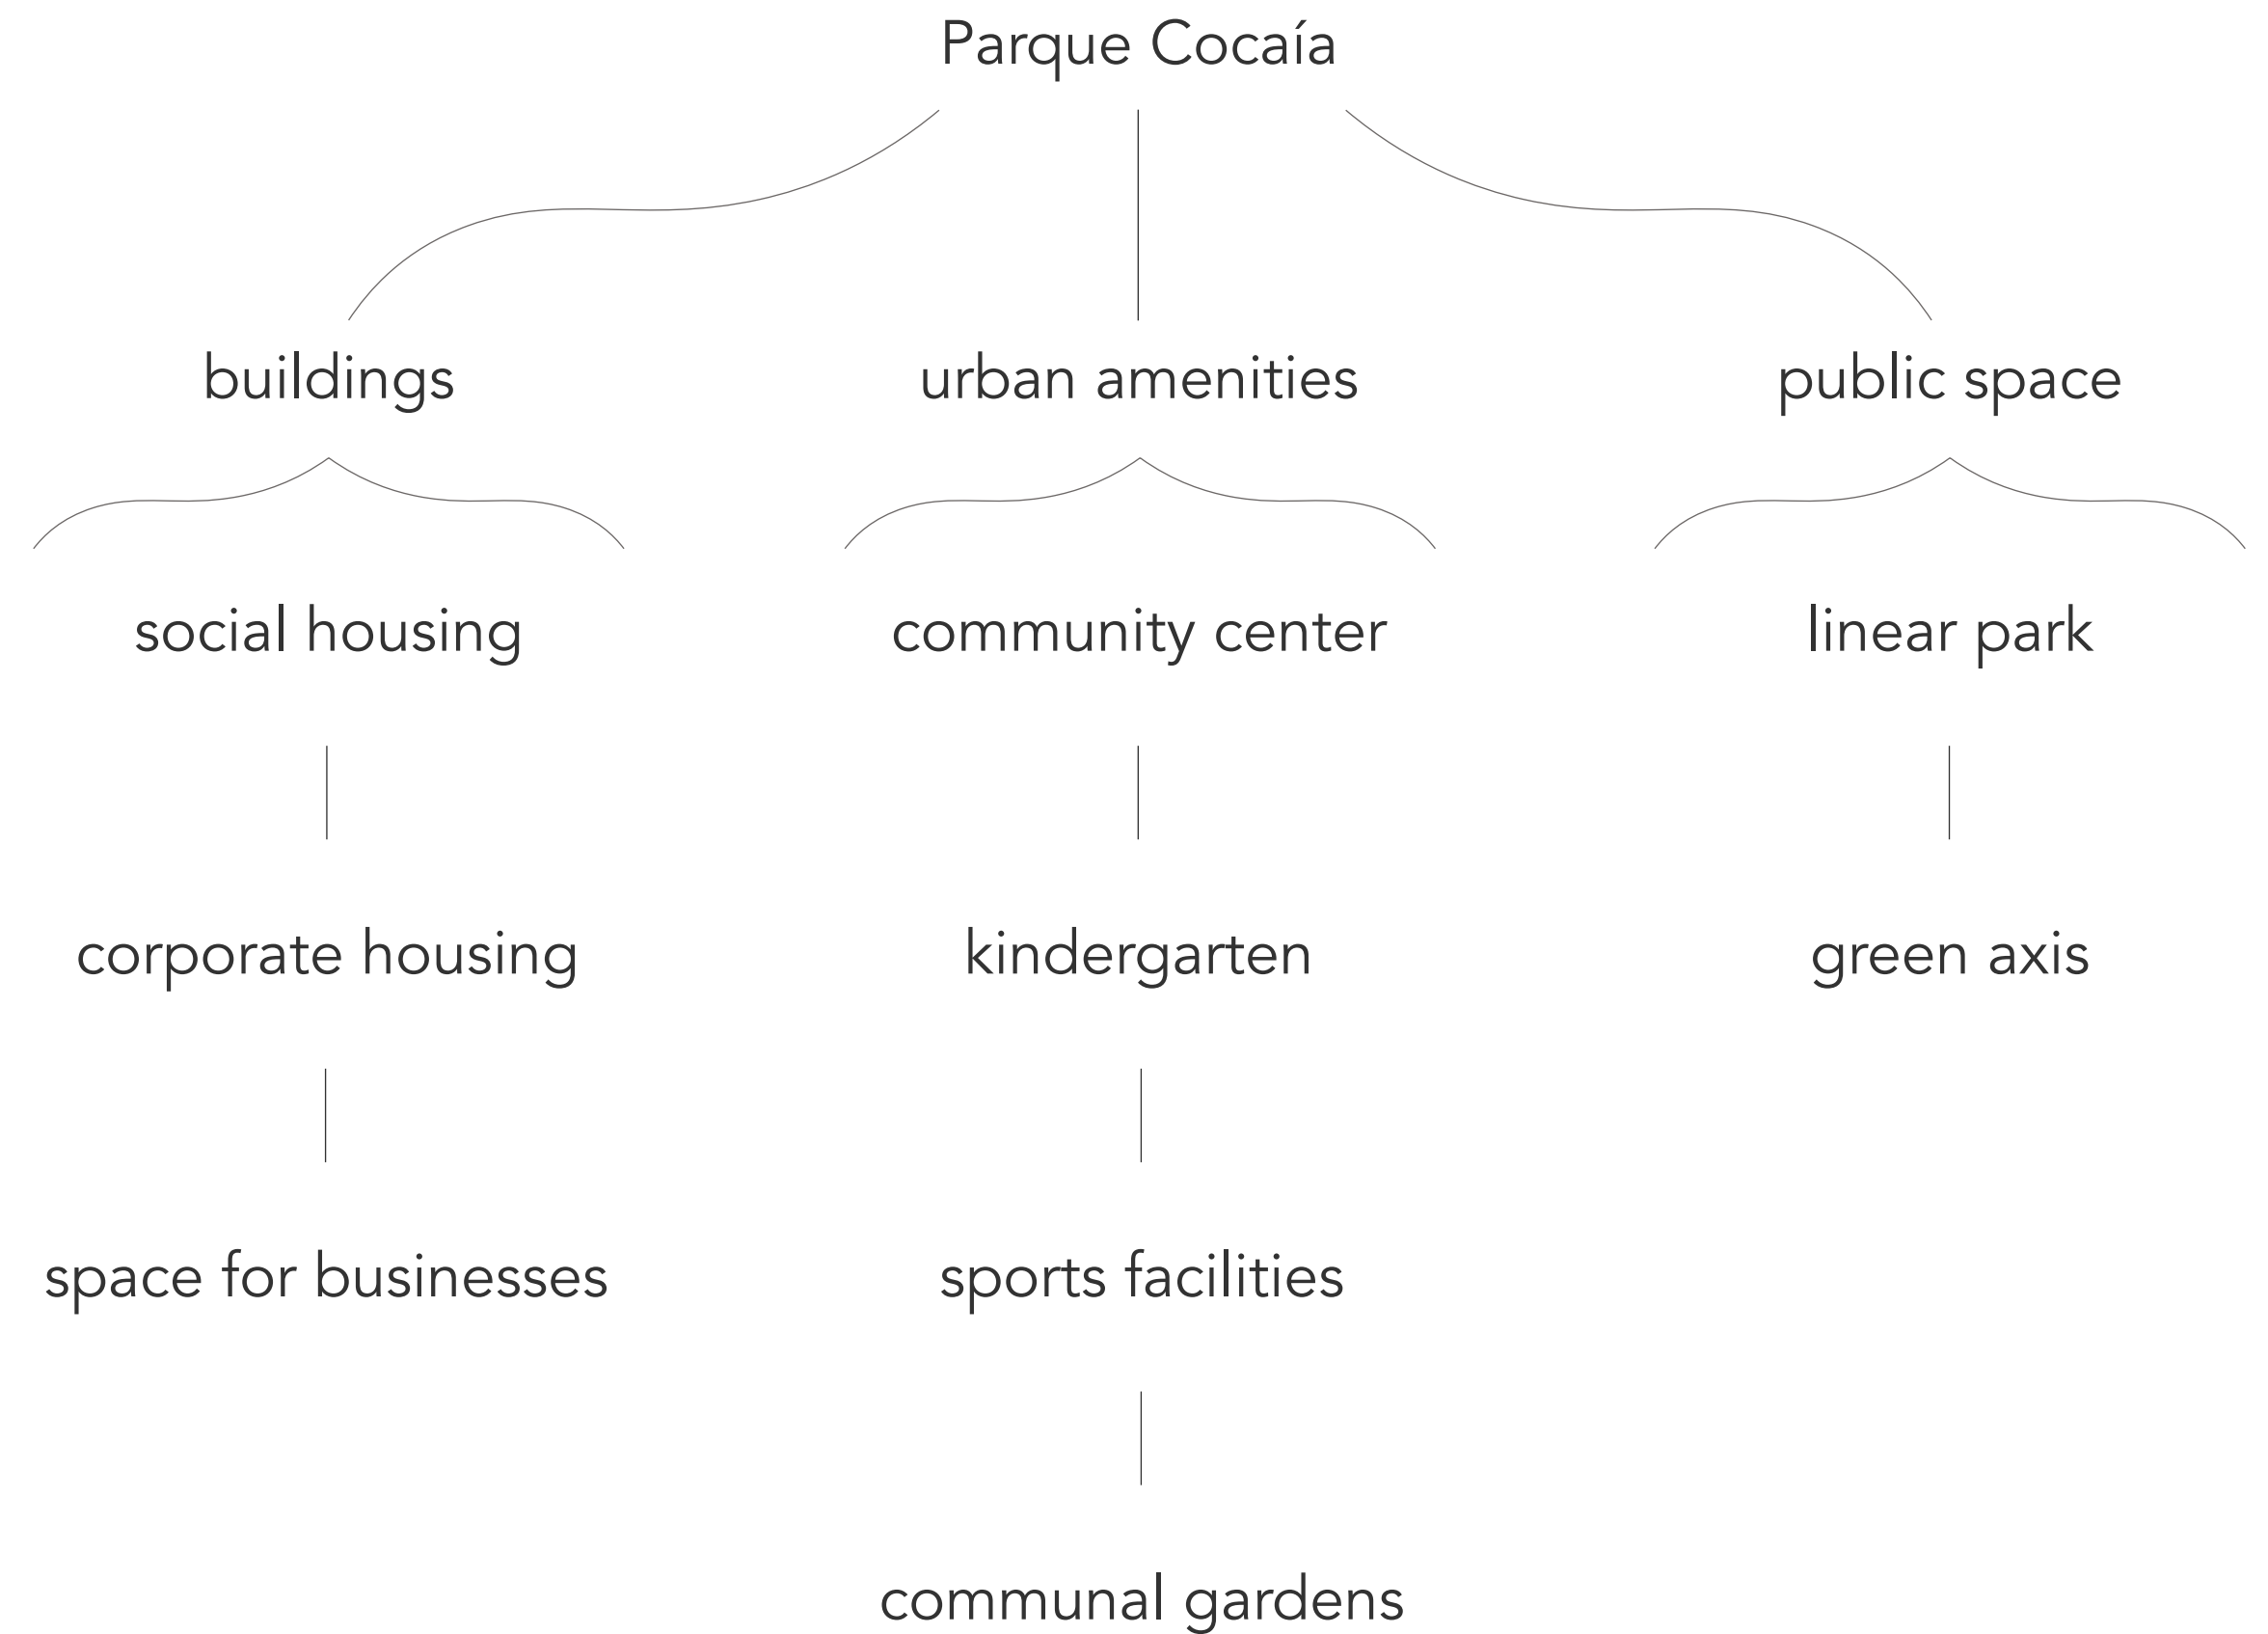 Parque Cocaía
buildings
urban amenities
public space
social housing
community center
linear park
corporate housing
kindergarten
green axis
space for businesses
sports facilities
communal gardens